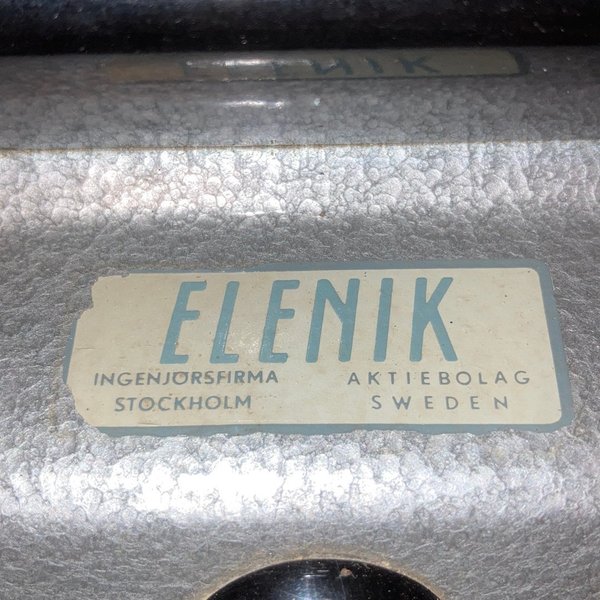 ELENIK
INGENJÖRSFIRMA AKTIEBOLAG
STOCKHOLM SWEDEN